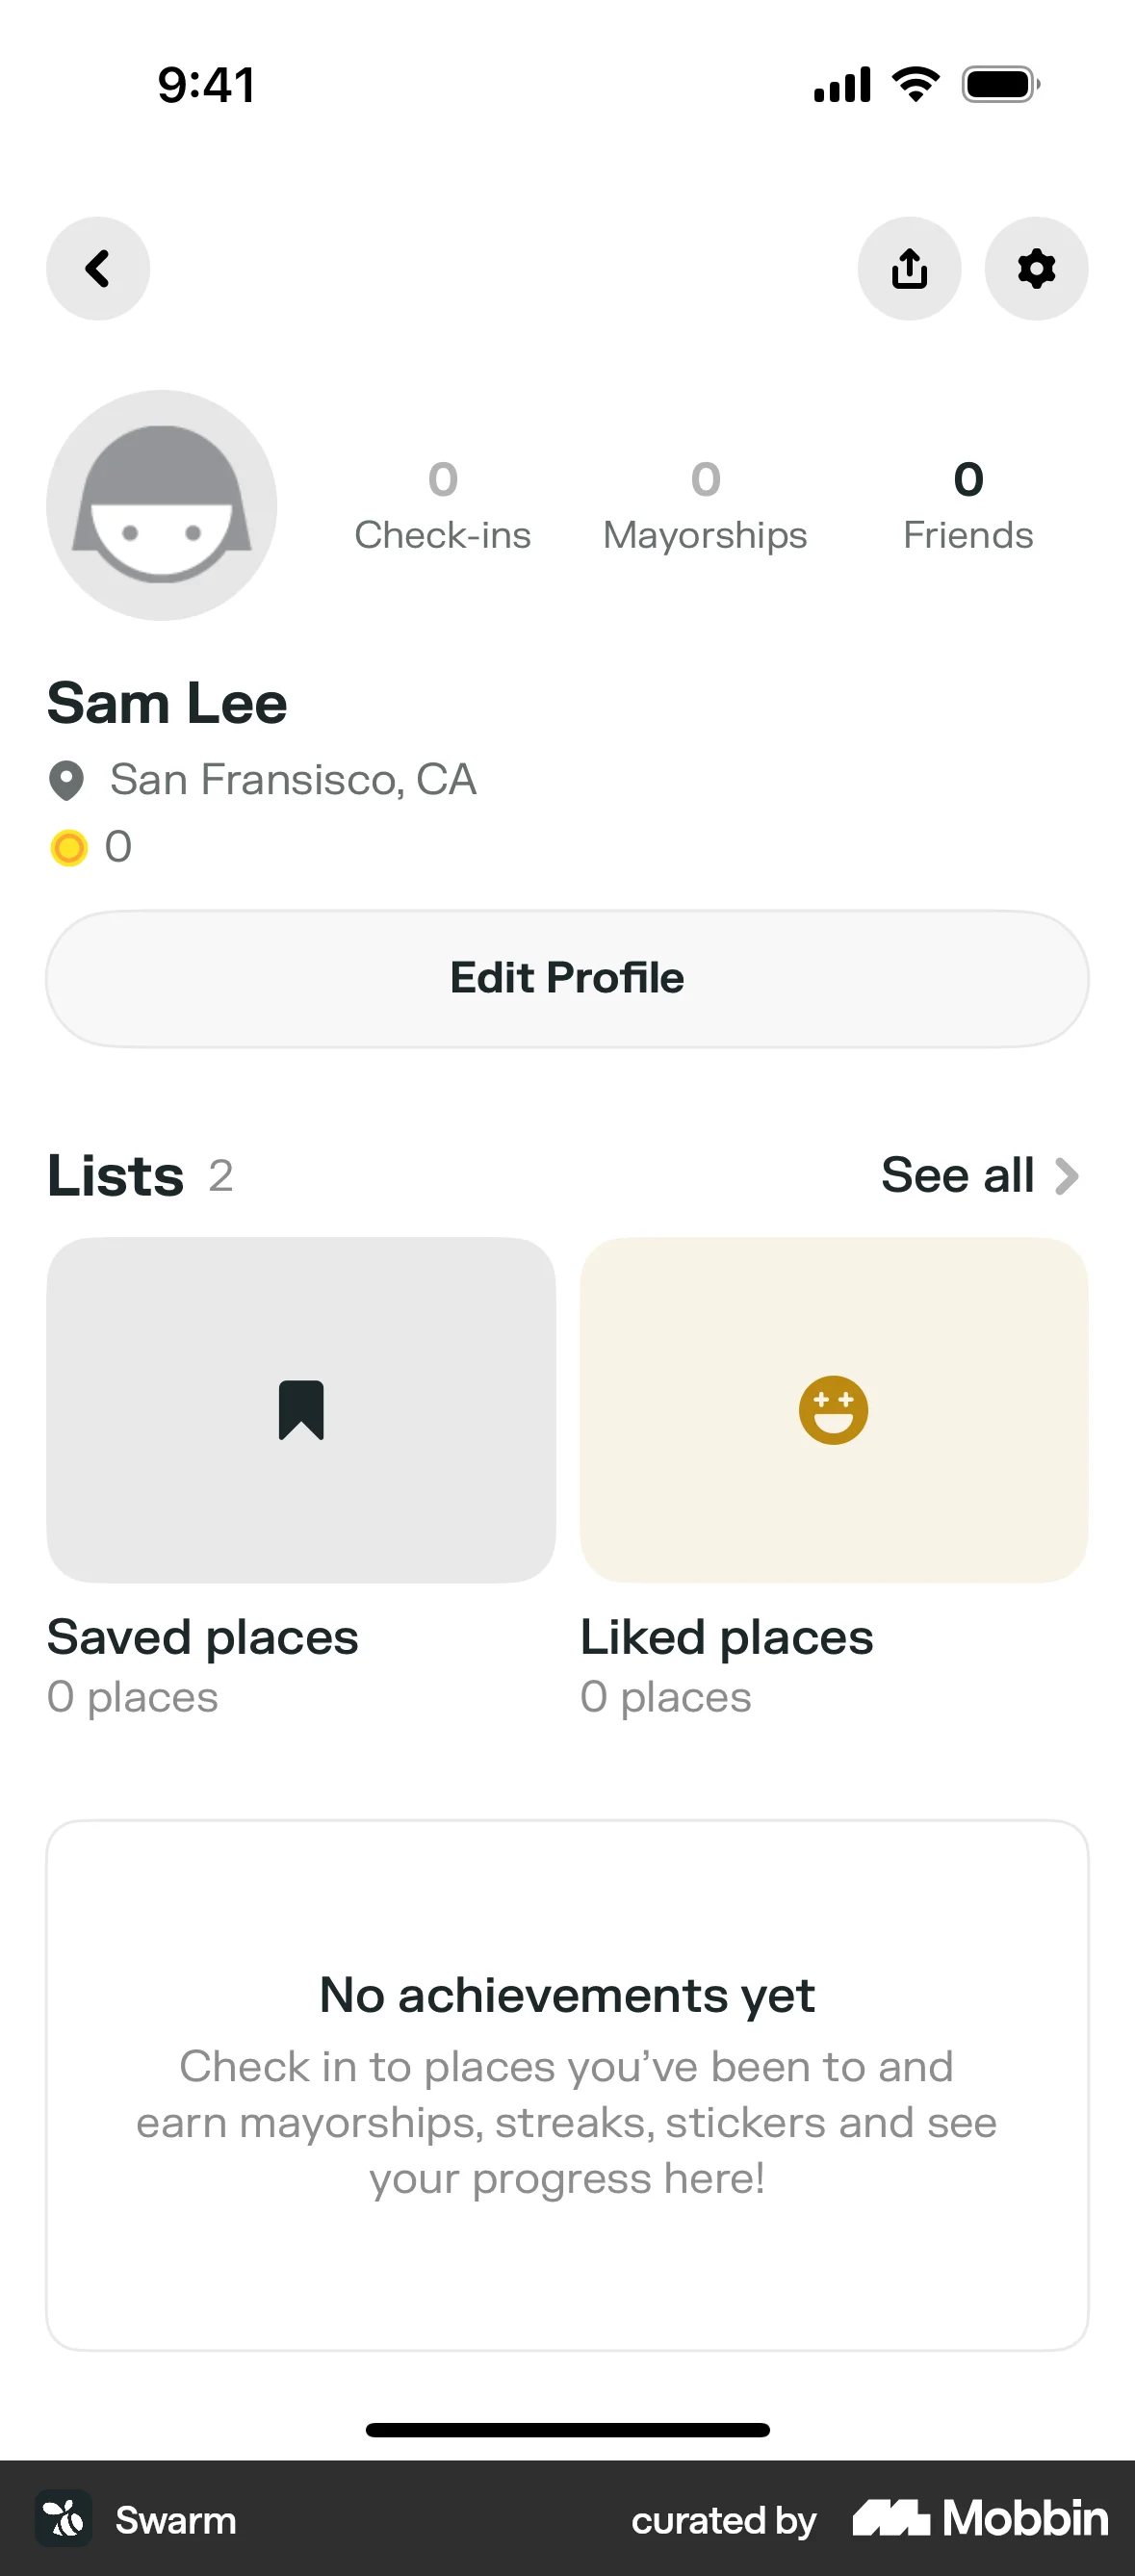 9:41
0
Check-ins
0
Mayorships
0
Friends
Sam Lee
San Fransisco, CA
0
Edit Profile
Lists 2
See all
Saved places
0 places
Liked places
0 places
No achievements yet
Check in to places you’ve been to and
earn mayorships, streaks, stickers and see
your progress here!
Swarm
curated by Mobbin